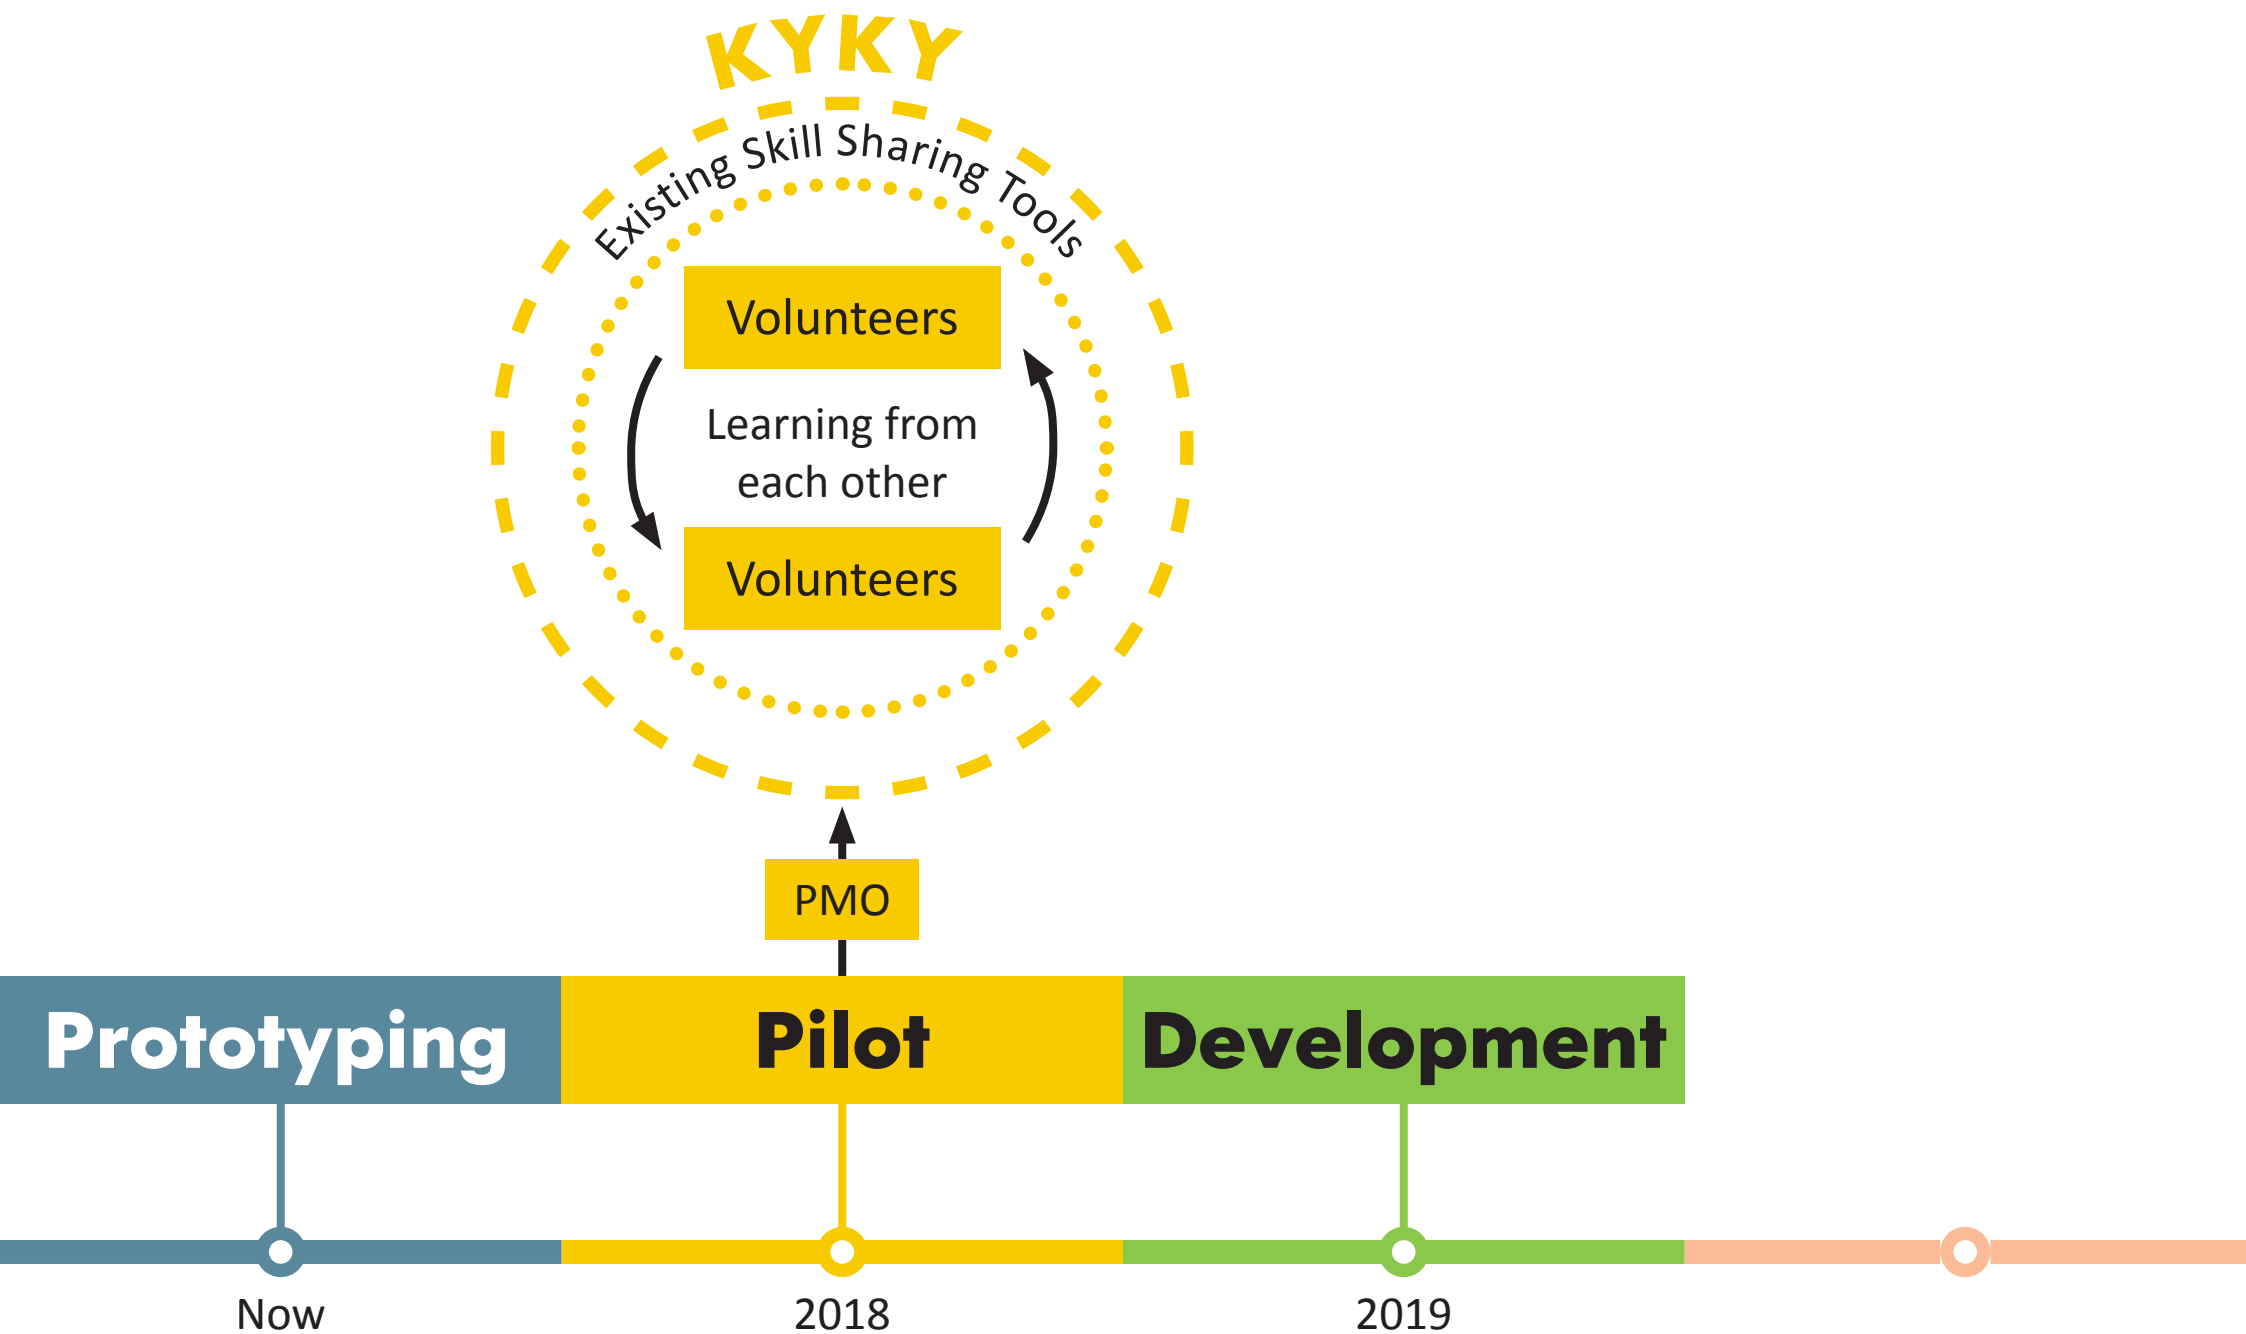 KYKY
Existing Skill Sharing Tools
Volunteers
Learning from
each other
Volunteers
PMO
Prototyping
Pilot
Development
Now
2018
2019